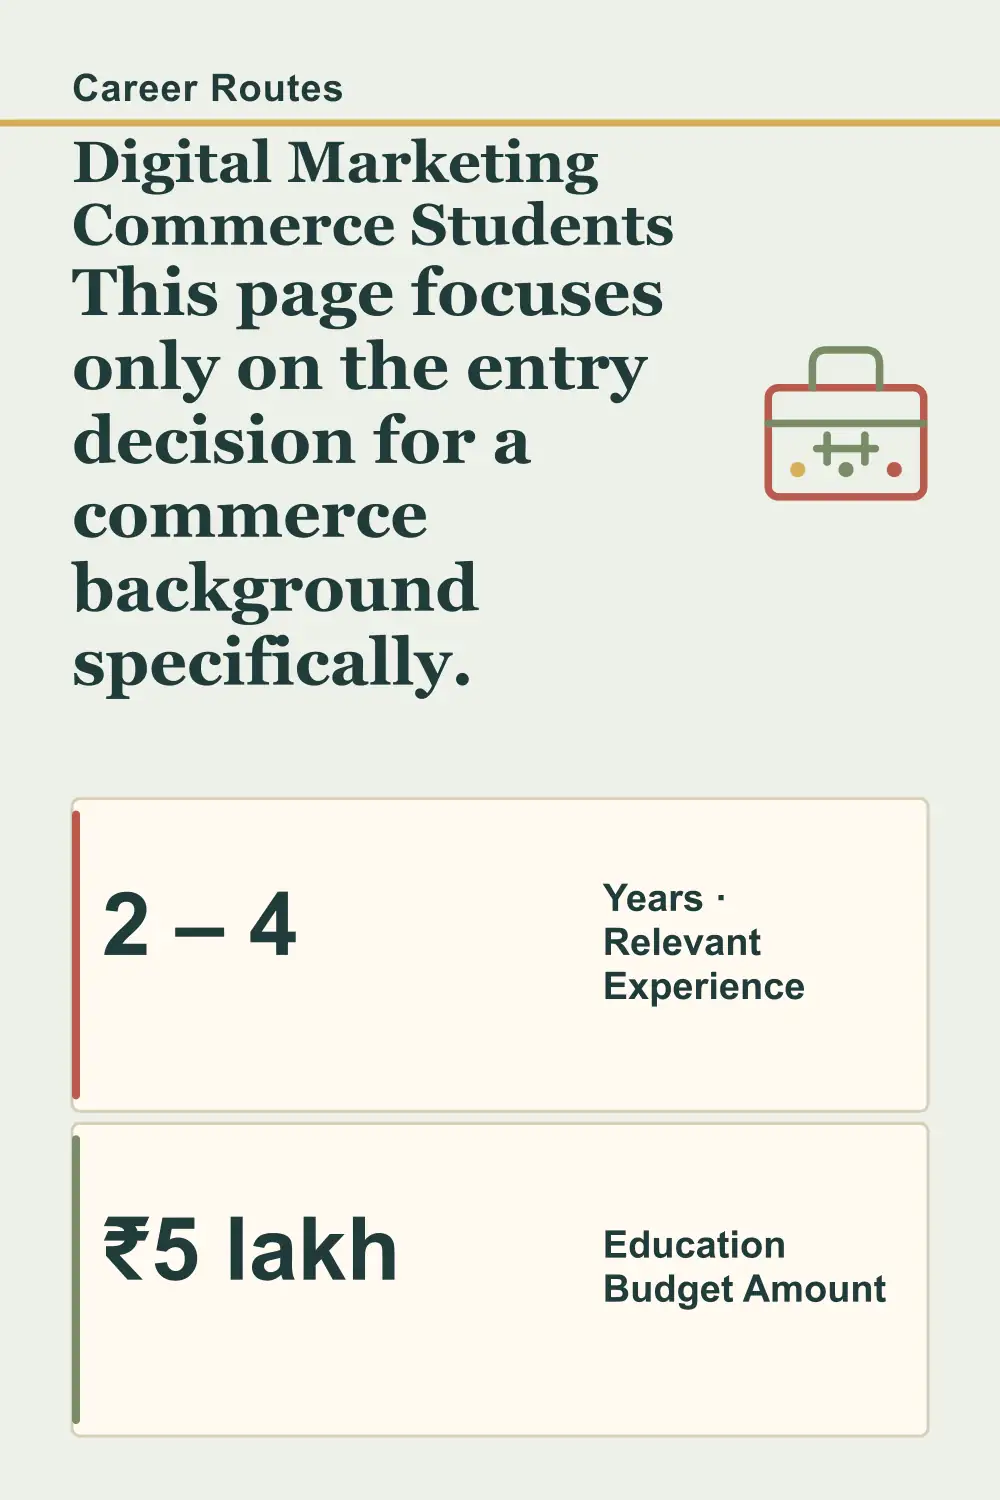 Career Routes
Digital Marketing
Commerce Students
This page focuses
only on the entry
decision for a
commerce
background
specifically.
2 – 4
Years ·
Relevant
Experience
₹5 lakh
Education
Budget Amount